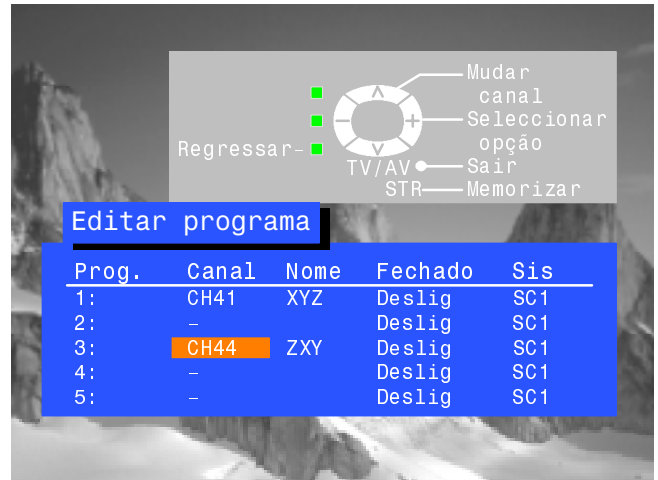 Mudar
canal
Seleccionar
opção
Regressar-
TV/AV Sair
STR Memorizar
Editar programa
Prog. Canal Nome Fechado Sis
1: CH41 XYZ Deslig SC1
2: – Deslig SC1
3: CH44 ZXY Deslig SC1
4: – Deslig SC1
5: – Deslig SC1